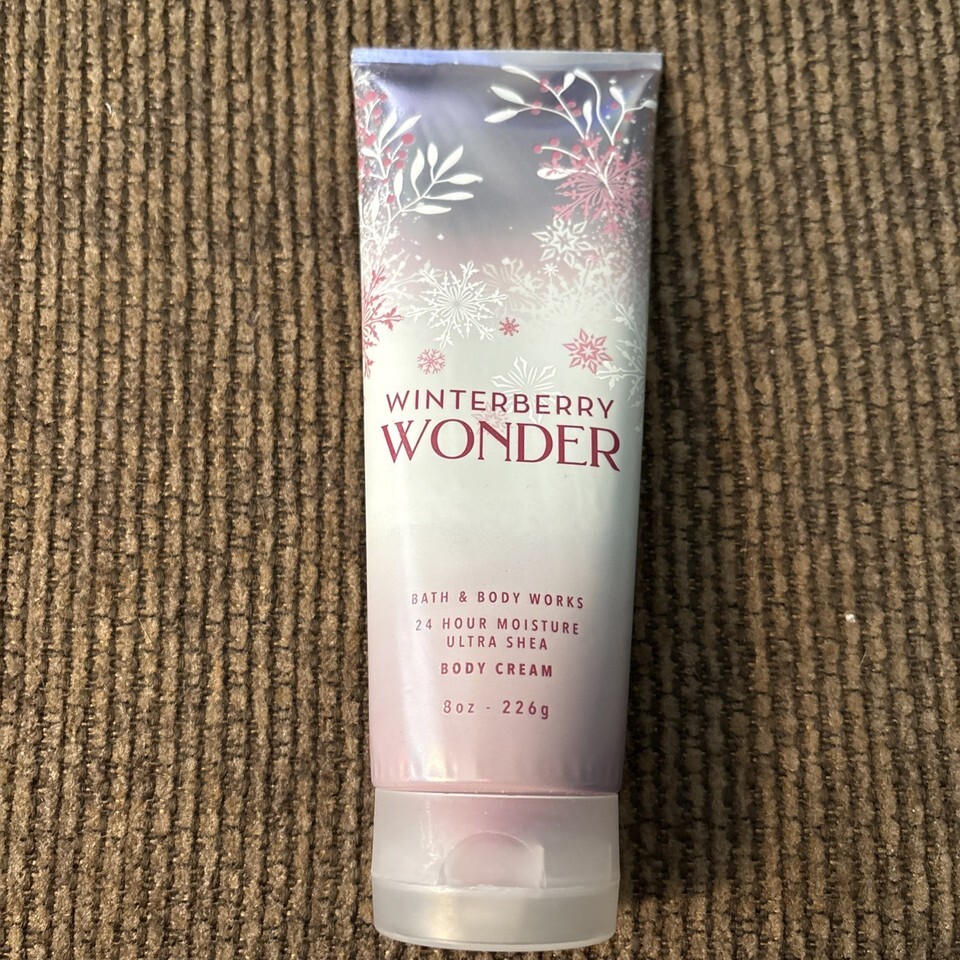 WINTERBERRY
WONDER
BATH & BODY WORKS
24 HOUR MOISTURE
ULTRA SHEA
BODY CREAM
8oz - 226g